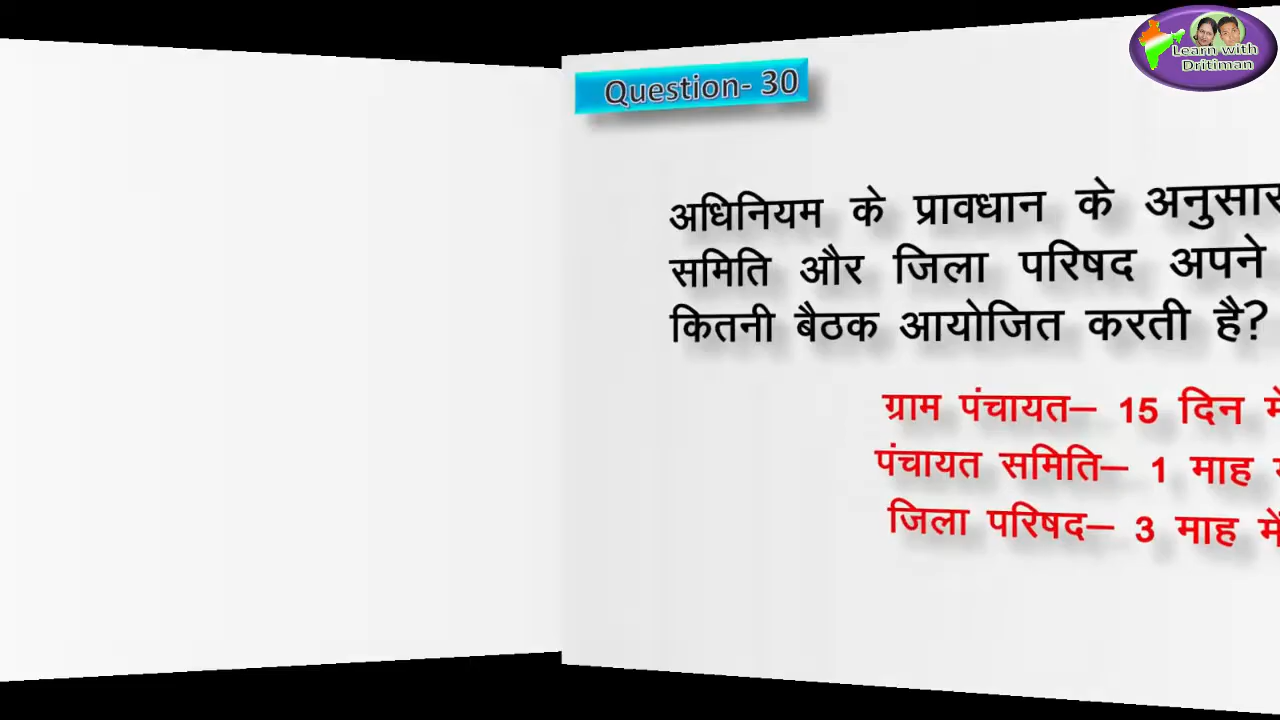 Learn with
Dritiman
Question- 30
अधिनियम के प्रावधान के अनुसार
समिति और जिला परिषद अपने
कितनी बैठक आयोजित करती है?
ग्राम पंचायत– 15 दिन में
पंचायत समिति– 1 माह
जिला परिषद– 3 माह में